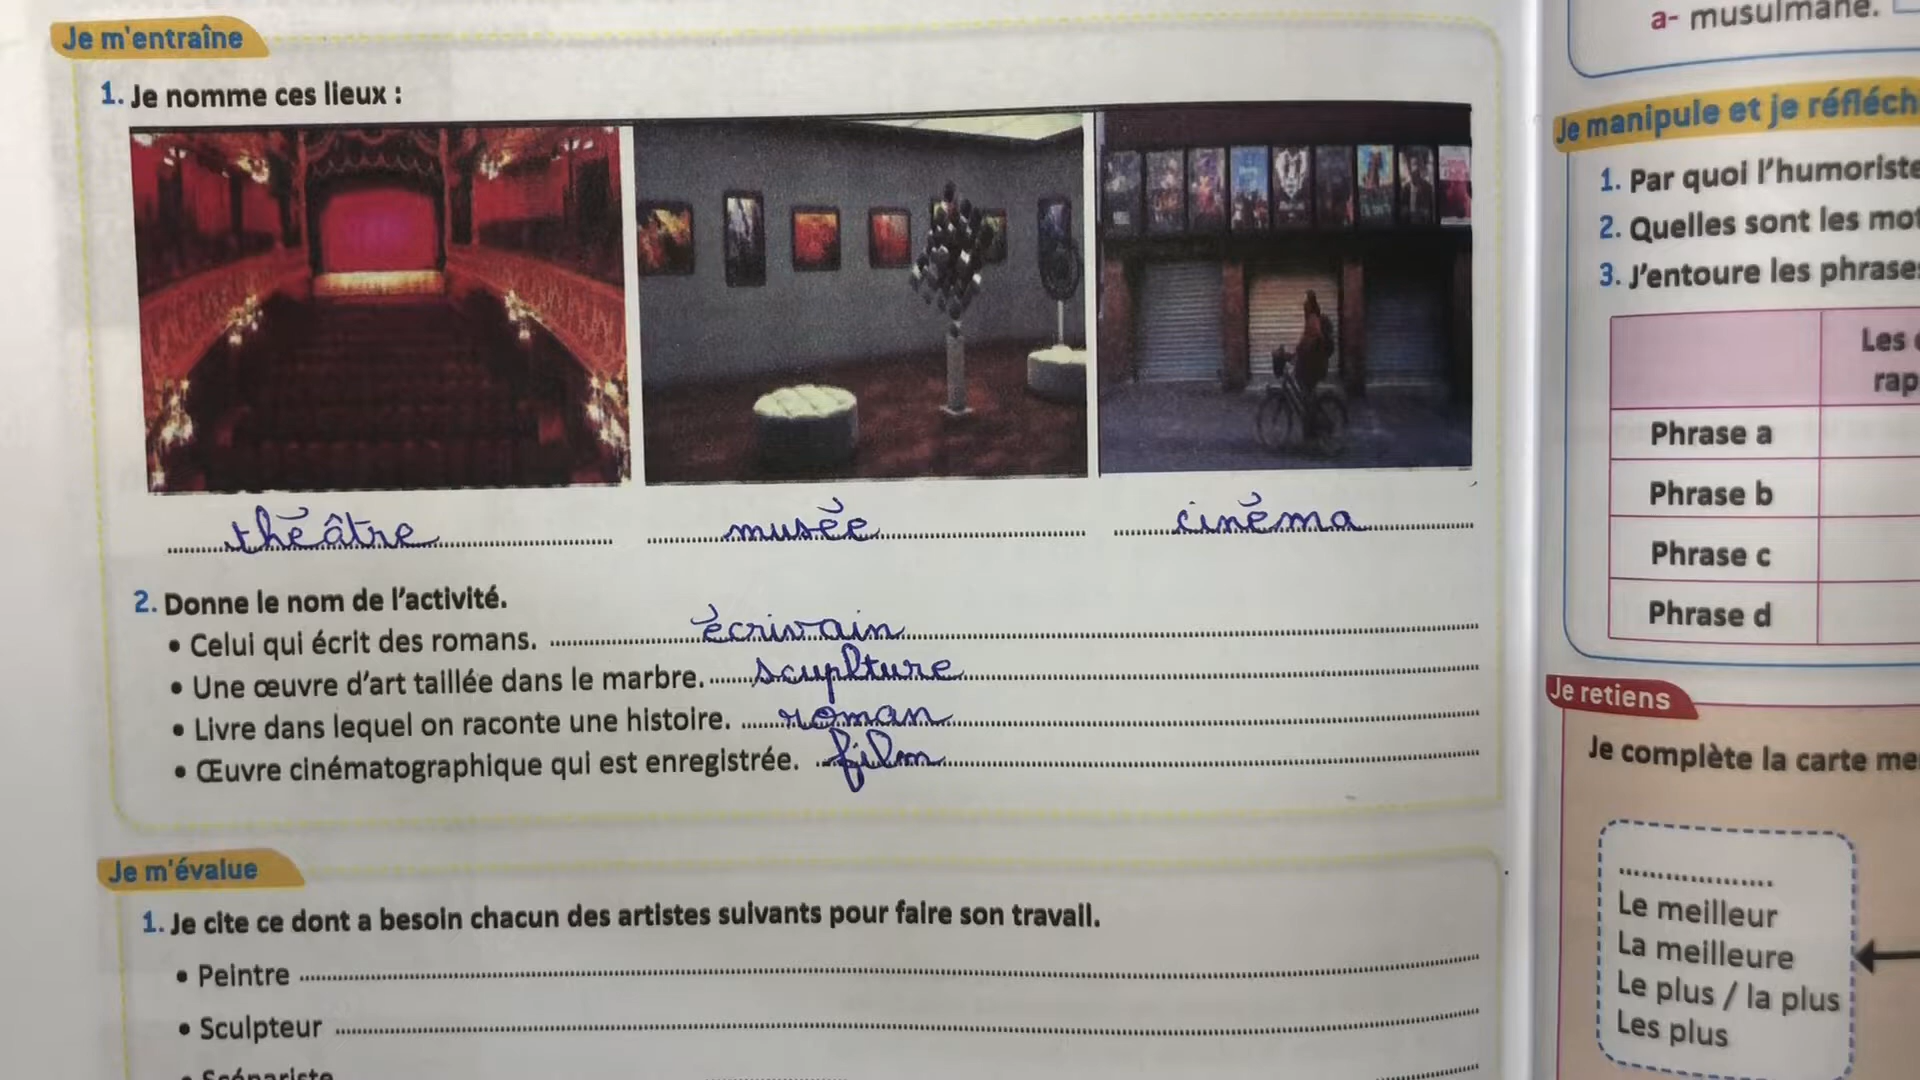 Je m'entraîne
1. Je nomme ces lieux :
théâtre
musée
cinéma
2. Donne le nom de l'activité.
• Celui qui écrit des romans. écrivain
• Une œuvre d'art taillée dans le marbre. scuplture
• Livre dans lequel on raconte une histoire. roman
• Œuvre cinématographique qui est enregistrée. film
Je m'évalue
1. Je cite ce dont a besoin chacun des artistes suivants pour faire son travail.
• Peintre
• Sculpteur
• Scénariste
a- musulmane.
Je manipule et je réfléch
1. Par quoi l'humoriste
2. Quelles sont les mot
3. J'entoure les phrases
Les
rap
Phrase a
Phrase b
Phrase c
Phrase d
Je retiens
Je complète la carte me
Le meilleur
La meilleure
Le plus / la plus
Les plus